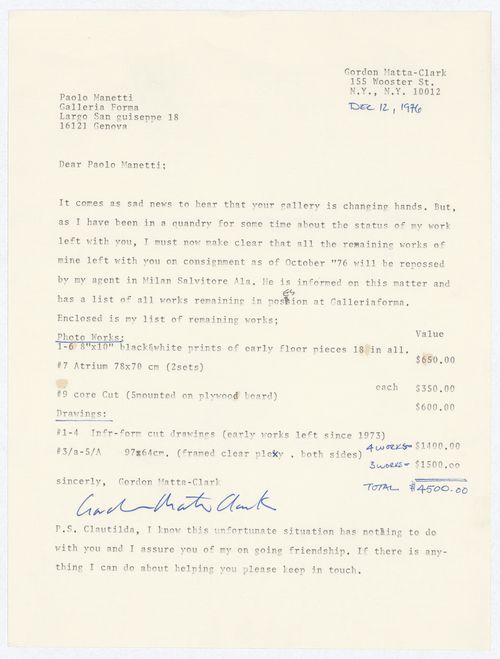 Gordon Matta-Clark
155 Wooster St.
N.Y., N.Y. 10012
DEC 12, 1976
Paolo Manetti
Galleria Forma
Largo San guiseppe 18
16121 Genova
Dear Paolo Manetti;
It comes as sad news to hear that your gallery is changing hands. But,
as I have been in a quandry for some time about the status of my work
left with you, I must now make clear that all the remaining works of
mine left with you on consignment as of October "76 will be repossed
by my agent in Milan Salvitore Ala. He is informed on this matter and
has a list of all works remaining in possesion at Galleriaforma.
Enclosed is my list of remaining works;
Photo Works: Value
1-6 8"x10" black&white prints of early floor pieces 18 in all. $650.00
#7 Atrium 78x70 cm (2sets)
each $350.00
#9 core Cut (5mounted on plywood board) $600.00
Drawings:
#1-4 Infr-form cut drawings (early works left since 1973) 4 WORKS= $1400.00
#3/a-5/A 97x64cm. (framed clear plexy . both sides) 3 WORKS= $1500.00
sincerly, Gordon Matta-Clark TOTAL $4500.00
Gordon Matta Clark
P.S. Clautilda, I know this unfortunate situation has nothing to do
with you and I assure you of my on going friendship. If there is any-
thing I can do about helping you please keep in touch.